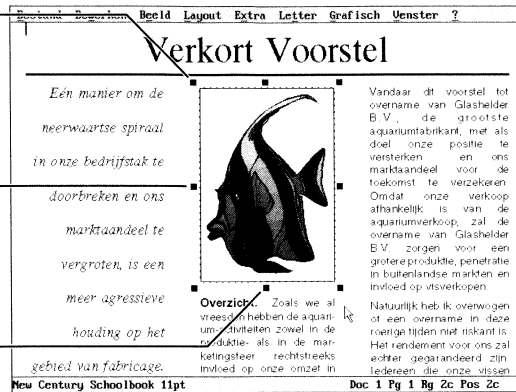 Bestand Bewerken Beeld Layout Extra Letter Grafisch Venster ?
Verkort Voorstel
Eén manier om de
neerwaartse spiraal
in onze bedrijfstak te
doorbreken en ons
marktaandeel te
vergroten, is een
meer agressieve
houding op het
gebied van fabricage.
Overzicht. Zoals we al
vreesden hebben de aquari-
um-activiteiten zowel in de
produktie- als in de mar-
ketingsfeer rechtstreeks
invloed op onze omzet in
Vandaar dit voorstel tot
overname van Glashelder
B.V., de grootste
aquariumfabrikant, met als
doel onze positie te
versterken en ons
marktaandeel voor de
toekomst te verzekeren.
Omdat onze verkoop
afhankelijk is van de
aquariumverkoop, zal de
overname van Glashelder
B.V. zorgen voor een
grotere produktie, penetratie
in buitenlandse markten en
invloed op visverkopen.
Natuurlijk heb ik overwogen
of een overname in deze
roerige tijden niet riskant is.
Het rendement voor ons zal
echter gegarandeerd zijn.
Iedereen die onze vissen
New Century Schoolbook 11pt
Doc 1 Pg 1 Rg 2c Pos 2c